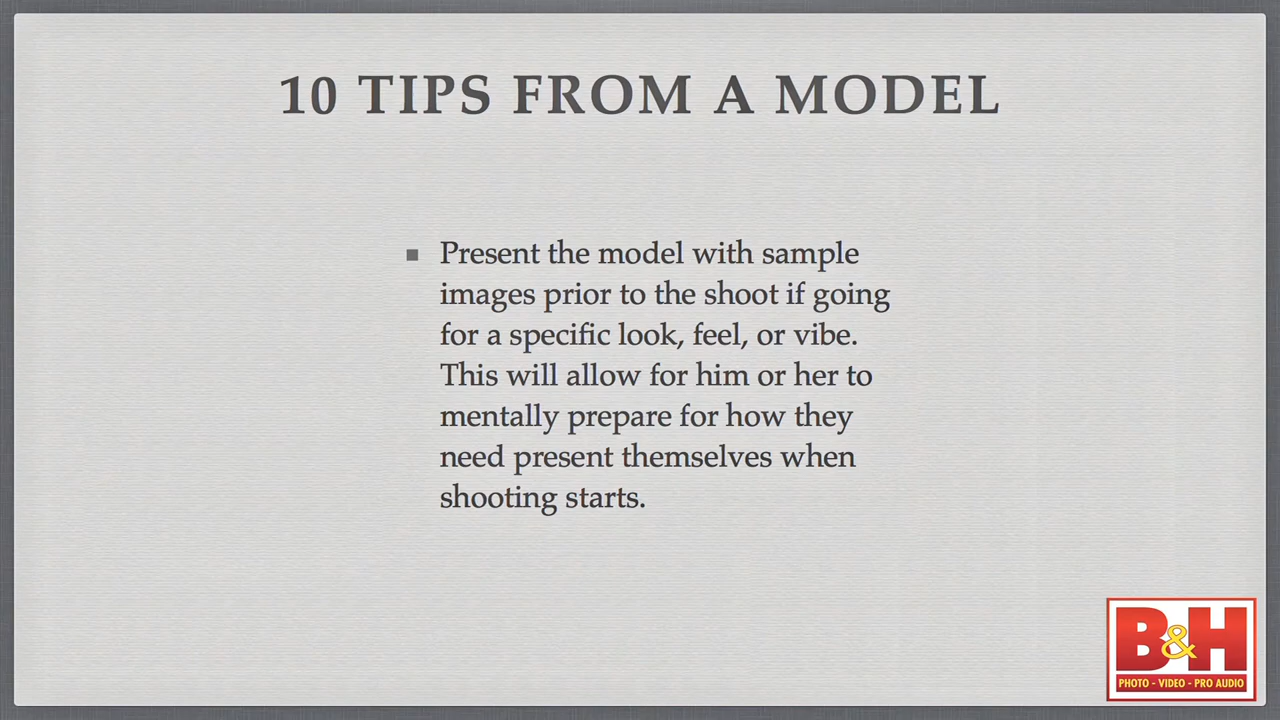 10 TIPS FROM A MODEL
Present the model with sample
images prior to the shoot if going
for a specific look, feel, or vibe.
This will allow for him or her to
mentally prepare for how they
need present themselves when
shooting starts.
B&H
PHOTO - VIDEO - PRO AUDIO